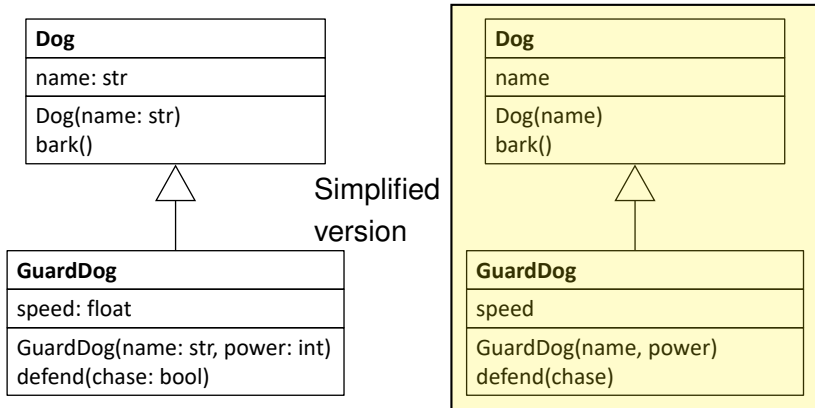 Dog
name: str
Dog(name: str)
bark()
GuardDog
speed: float
GuardDog(name: str, power: int)
defend(chase: bool)
Simplified
version
Dog
name
Dog(name)
bark()
GuardDog
speed
GuardDog(name, power)
defend(chase)